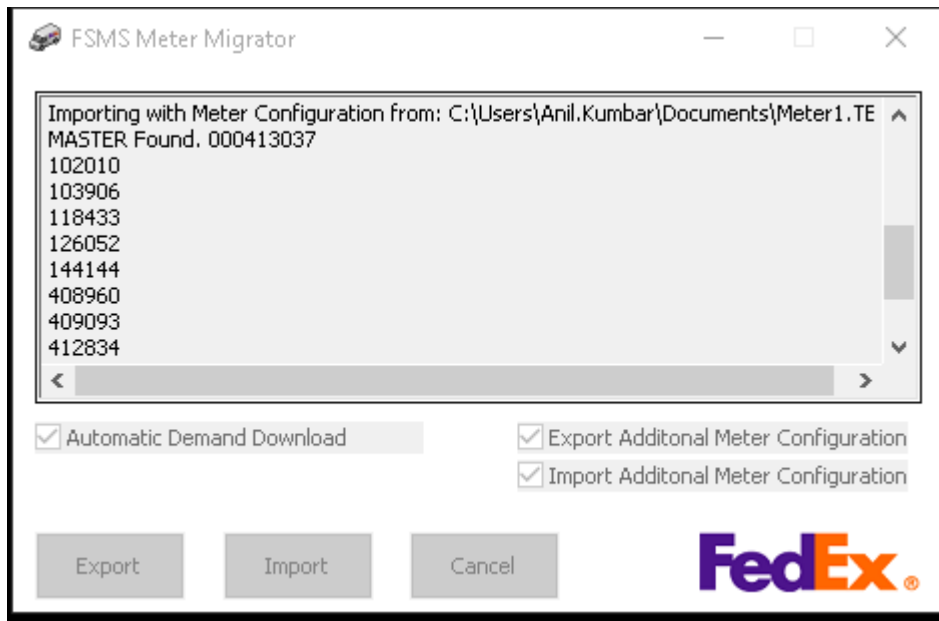 FSMS Meter Migrator
Importing with Meter Configuration from: C:\Users\Anil.Kumbar\Documents\Meter1.TE
MASTER Found. 000413037
102010
103906
118433
126052
144144
408960
409093
412834
Automatic Demand Download
Export Additonal Meter Configuration
Import Additonal Meter Configuration
Export
Import
Cancel
FedEx®